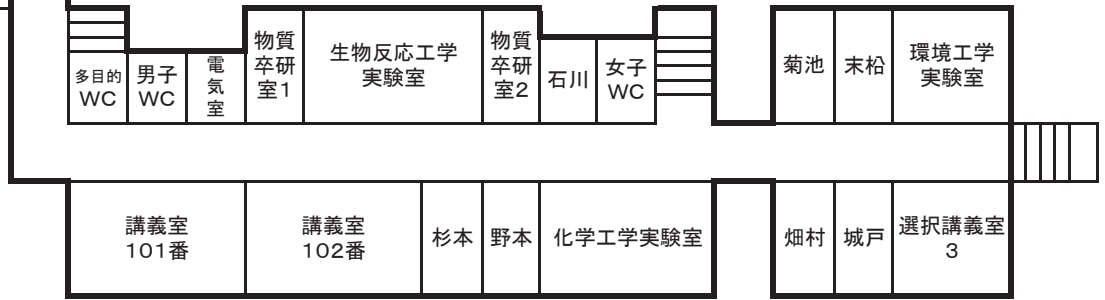 多目的
WC
男子
WC
電
気
室
物質
卒研
室1
生物反応工学
実験室
物質
卒研
室2
石川
女子
WC
菊池
末松
環境工学
実験室
講義室
101番
講義室
102番
杉本
野本
化学工学実験室
畑村
城戸
選択講義室
3